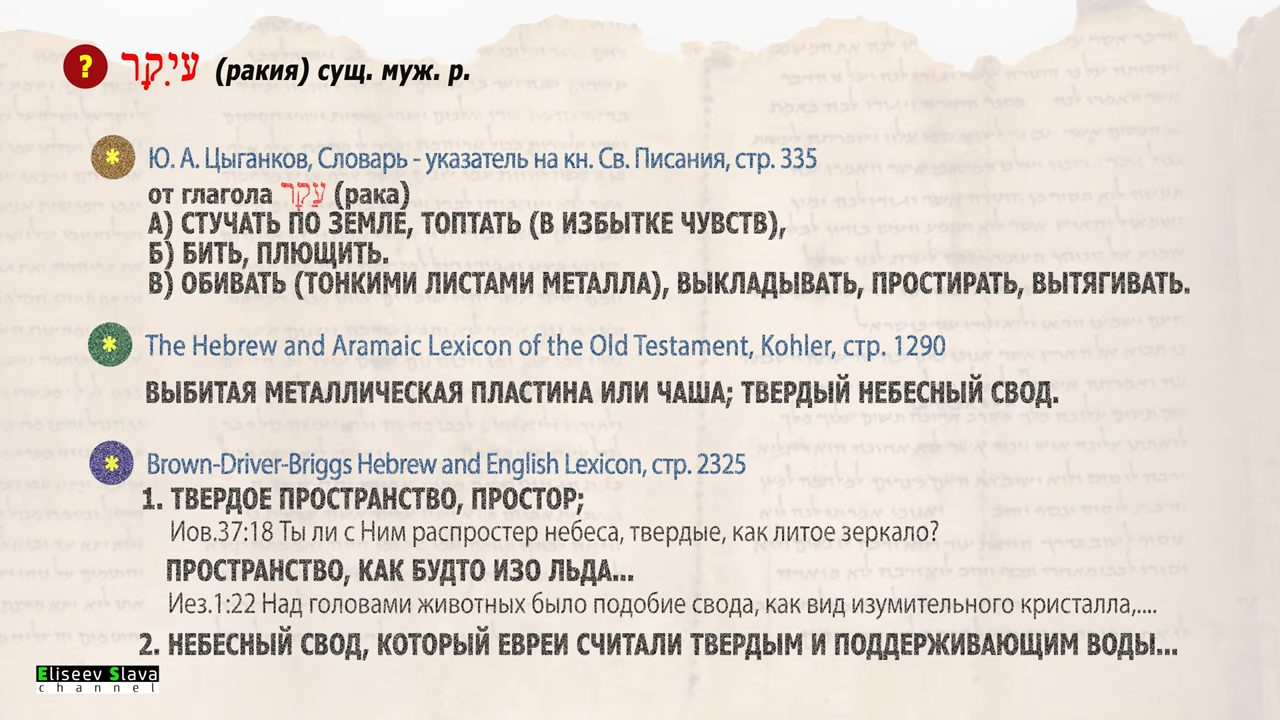 ? עיִקָר (ракия) сущ. муж. р.
* Ю. А. Цыганков, Словарь - указатель на кн. Св. Писания, стр. 335
от глагола עקָר (рака)
А) СТУЧАТЬ ПО ЗЕМЛЕ, ТОПТАТЬ (В ИЗБЫТКЕ ЧУВСТВ),
Б) БИТЬ, ПЛЮЩИТЬ.
В) ОБИВАТЬ (ТОНКИМИ ЛИСТАМИ МЕТАЛЛА), ВЫКЛАДЫВАТЬ, ПРОСТИРАТЬ, ВЫТЯГИВАТЬ.
* The Hebrew and Aramaic Lexicon of the Old Testament, Kohler, стр. 1290
ВЫБИТАЯ МЕТАЛЛИЧЕСКАЯ ПЛАСТИНА ИЛИ ЧАША; ТВЕРДЫЙ НЕБЕСНЫЙ СВОД.
* Brown-Driver-Briggs Hebrew and English Lexicon, стр. 2325
1. ТВЕРДОЕ ПРОСТРАНСТВО, ПРОСТОР;
Иов.37:18 Ты ли с Ним распростер небеса, твердые, как литое зеркало?
ПРОСТРАНСТВО, КАК БУДТО ИЗО ЛЬДА...
Иез.1:22 Над головами животных было подобие свода, как вид изумительного кристалла,....
2. НЕБЕСНЫЙ СВОД, КОТОРЫЙ ЕВРЕИ СЧИТАЛИ ТВЕРДЫМ И ПОДДЕРЖИВАЮЩИМ ВОДЫ...
Eliseev Slava
channel